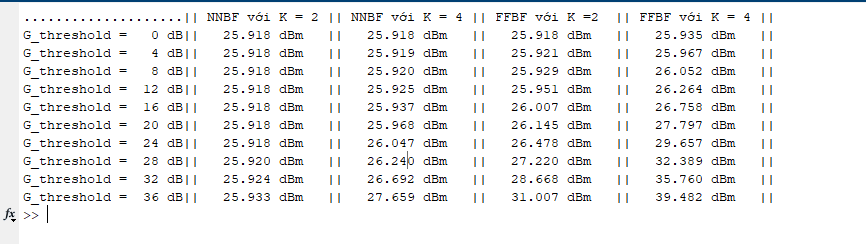 ....................|| NNBF với K = 2 || NNBF với K = 4 || FFBF với K =2 || FFBF với K = 4 ||
G_threshold =   0 dB||   25.918 dBm   ||   25.918 dBm   ||   25.918 dBm  ||   25.935 dBm   ||
G_threshold =   4 dB||   25.918 dBm   ||   25.919 dBm   ||   25.921 dBm  ||   25.967 dBm   ||
G_threshold =   8 dB||   25.918 dBm   ||   25.920 dBm   ||   25.929 dBm  ||   26.052 dBm   ||
G_threshold =  12 dB||   25.918 dBm   ||   25.925 dBm   ||   25.951 dBm  ||   26.264 dBm   ||
G_threshold =  16 dB||   25.918 dBm   ||   25.937 dBm   ||   26.007 dBm  ||   26.758 dBm   ||
G_threshold =  20 dB||   25.918 dBm   ||   25.968 dBm   ||   26.145 dBm  ||   27.797 dBm   ||
G_threshold =  24 dB||   25.918 dBm   ||   26.047 dBm   ||   26.478 dBm  ||   29.657 dBm   ||
G_threshold =  28 dB||   25.920 dBm   ||   26.240 dBm   ||   27.220 dBm  ||   32.389 dBm   ||
G_threshold =  32 dB||   25.924 dBm   ||   26.692 dBm   ||   28.668 dBm  ||   35.760 dBm   ||
G_threshold =  36 dB||   25.933 dBm   ||   27.659 dBm   ||   31.007 dBm  ||   39.482 dBm   ||
fx >>